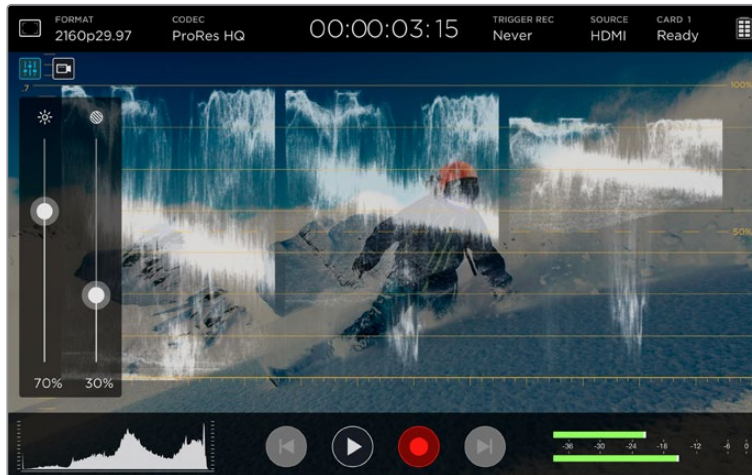 FORMAT
2160p29.97
CODEC
ProRes HQ
00:00:03:15
TRIGGER REC
Never
SOURCE
HDMI
CARD 1
Ready
.7
100%
50%
70%
30%
-36 -30 -24 -18 -12 -6 0